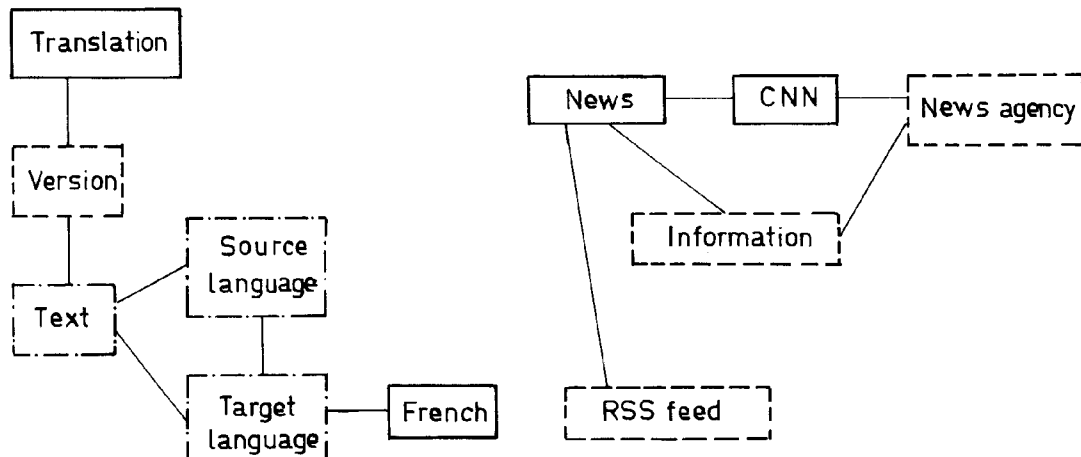 Translation
Version
Text
Source
language
Target
language
French
News
CNN
News agency
Information
RSS feed